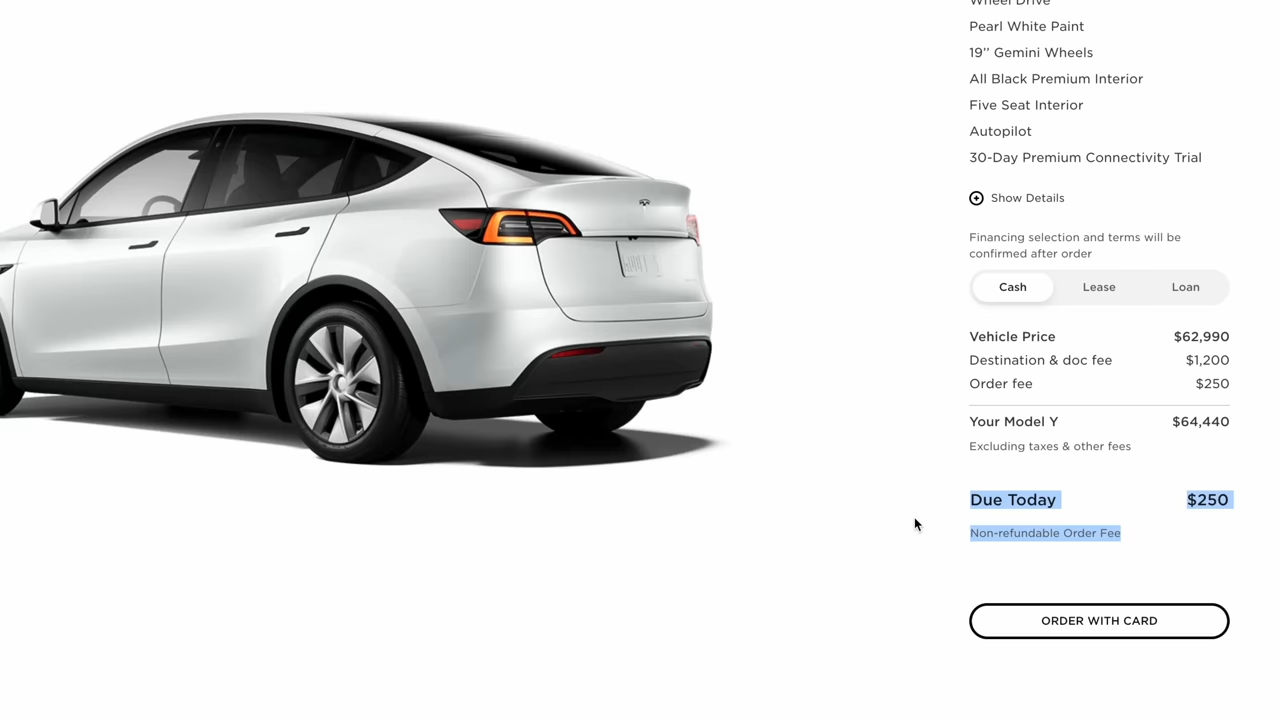 Wheel Drive
Pearl White Paint
19'' Gemini Wheels
All Black Premium Interior
Five Seat Interior
Autopilot
30-Day Premium Connectivity Trial
Show Details
Financing selection and terms will be
confirmed after order
Cash Lease Loan
Vehicle Price $62,990
Destination & doc fee $1,200
Order fee $250
Your Model Y $64,440
Excluding taxes & other fees
Due Today $250
Non-refundable Order Fee
ORDER WITH CARD